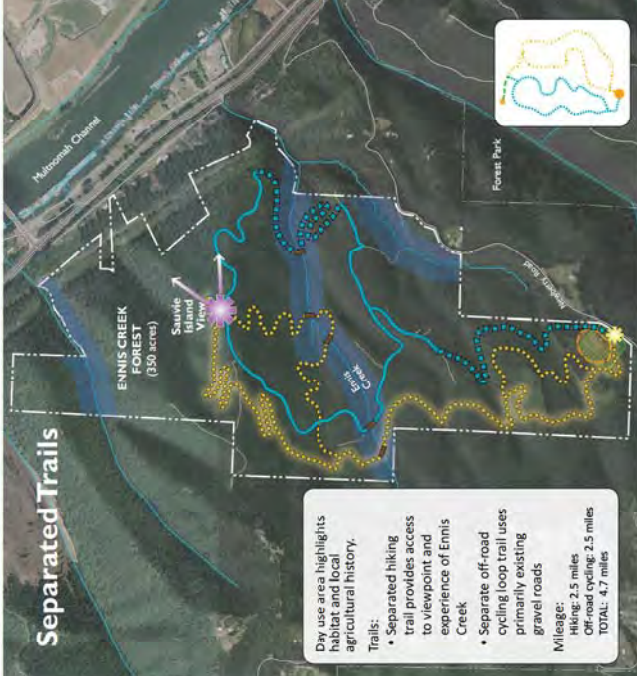 Separated Trails
Multnomah Channel
ENNIS CREEK
FOREST
(350 acres)
Sauvie
Island
View
Ennis
Creek
Forest Park
Newberry Road
Day use area highlights
habitat and local
agricultural history.
Trails:
• Separated hiking
trail provides access
to viewpoint and
experience of Ennis
Creek
• Separate off-road
cycling loop trail uses
primarily existing
gravel roads
Mileage:
Hiking: 2.5 miles
Off-road cycling: 2.5 miles
TOTAL: 4.7 miles